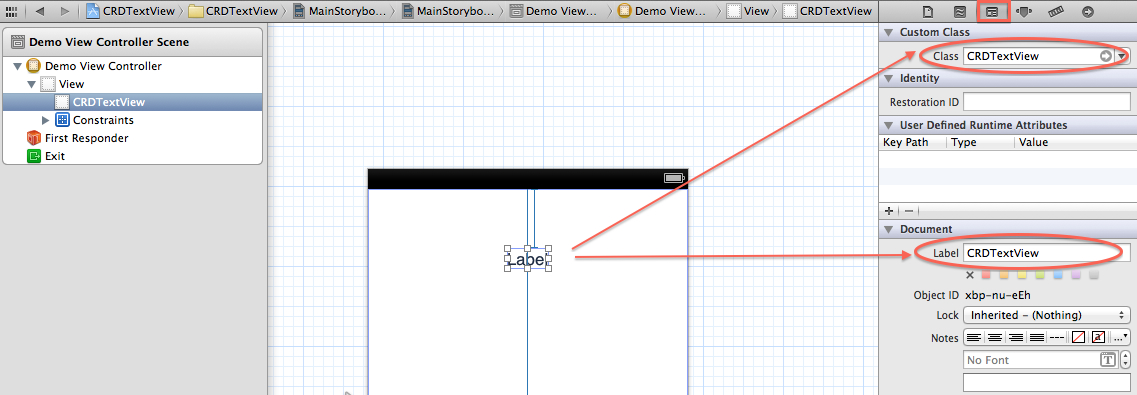 CRDTextView CRDTextView MainStorybo... MainStorybo... Demo View... Demo View... View CRDTextView
Demo View Controller Scene
Demo View Controller
View
CRDTextView
Constraints
First Responder
Exit
Label
Custom Class
Class CRDTextView
Identity
Restoration ID
User Defined Runtime Attributes
Key Path Type Value
Document
Label CRDTextView
Object ID xbp-nu-eEh
Lock Inherited – (Nothing)
Notes
No Font